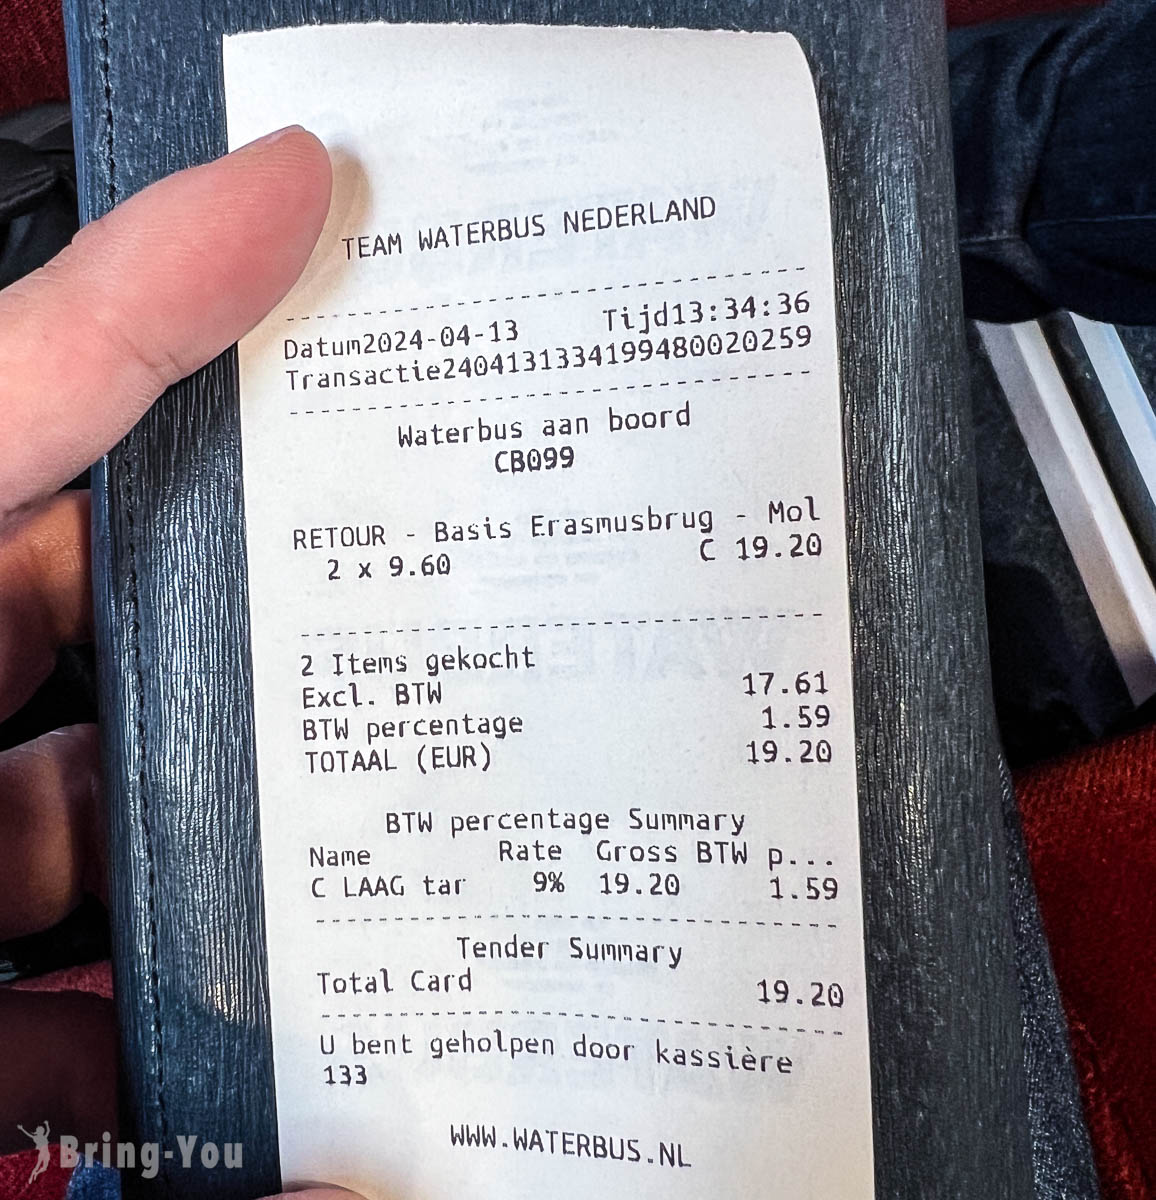 TEAM WATERBUS NEDERLAND
Datum2024-04-13 Tijd13:34:36
Transactie2404131334199480020259
Waterbus aan boord
CB099
RETOUR - Basis Erasmusbrug - Mol
2 x 9.60 C 19.20
2 Items gekocht
Excl. BTW 17.61
BTW percentage 1.59
TOTAAL (EUR) 19.20
BTW percentage Summary
Name Rate Gross BTW p...
C LAAG tar 9% 19.20 1.59
Tender Summary
Total Card 19.20
U bent geholpen door kassière
133
WWW.WATERBUS.NL
Bring-You